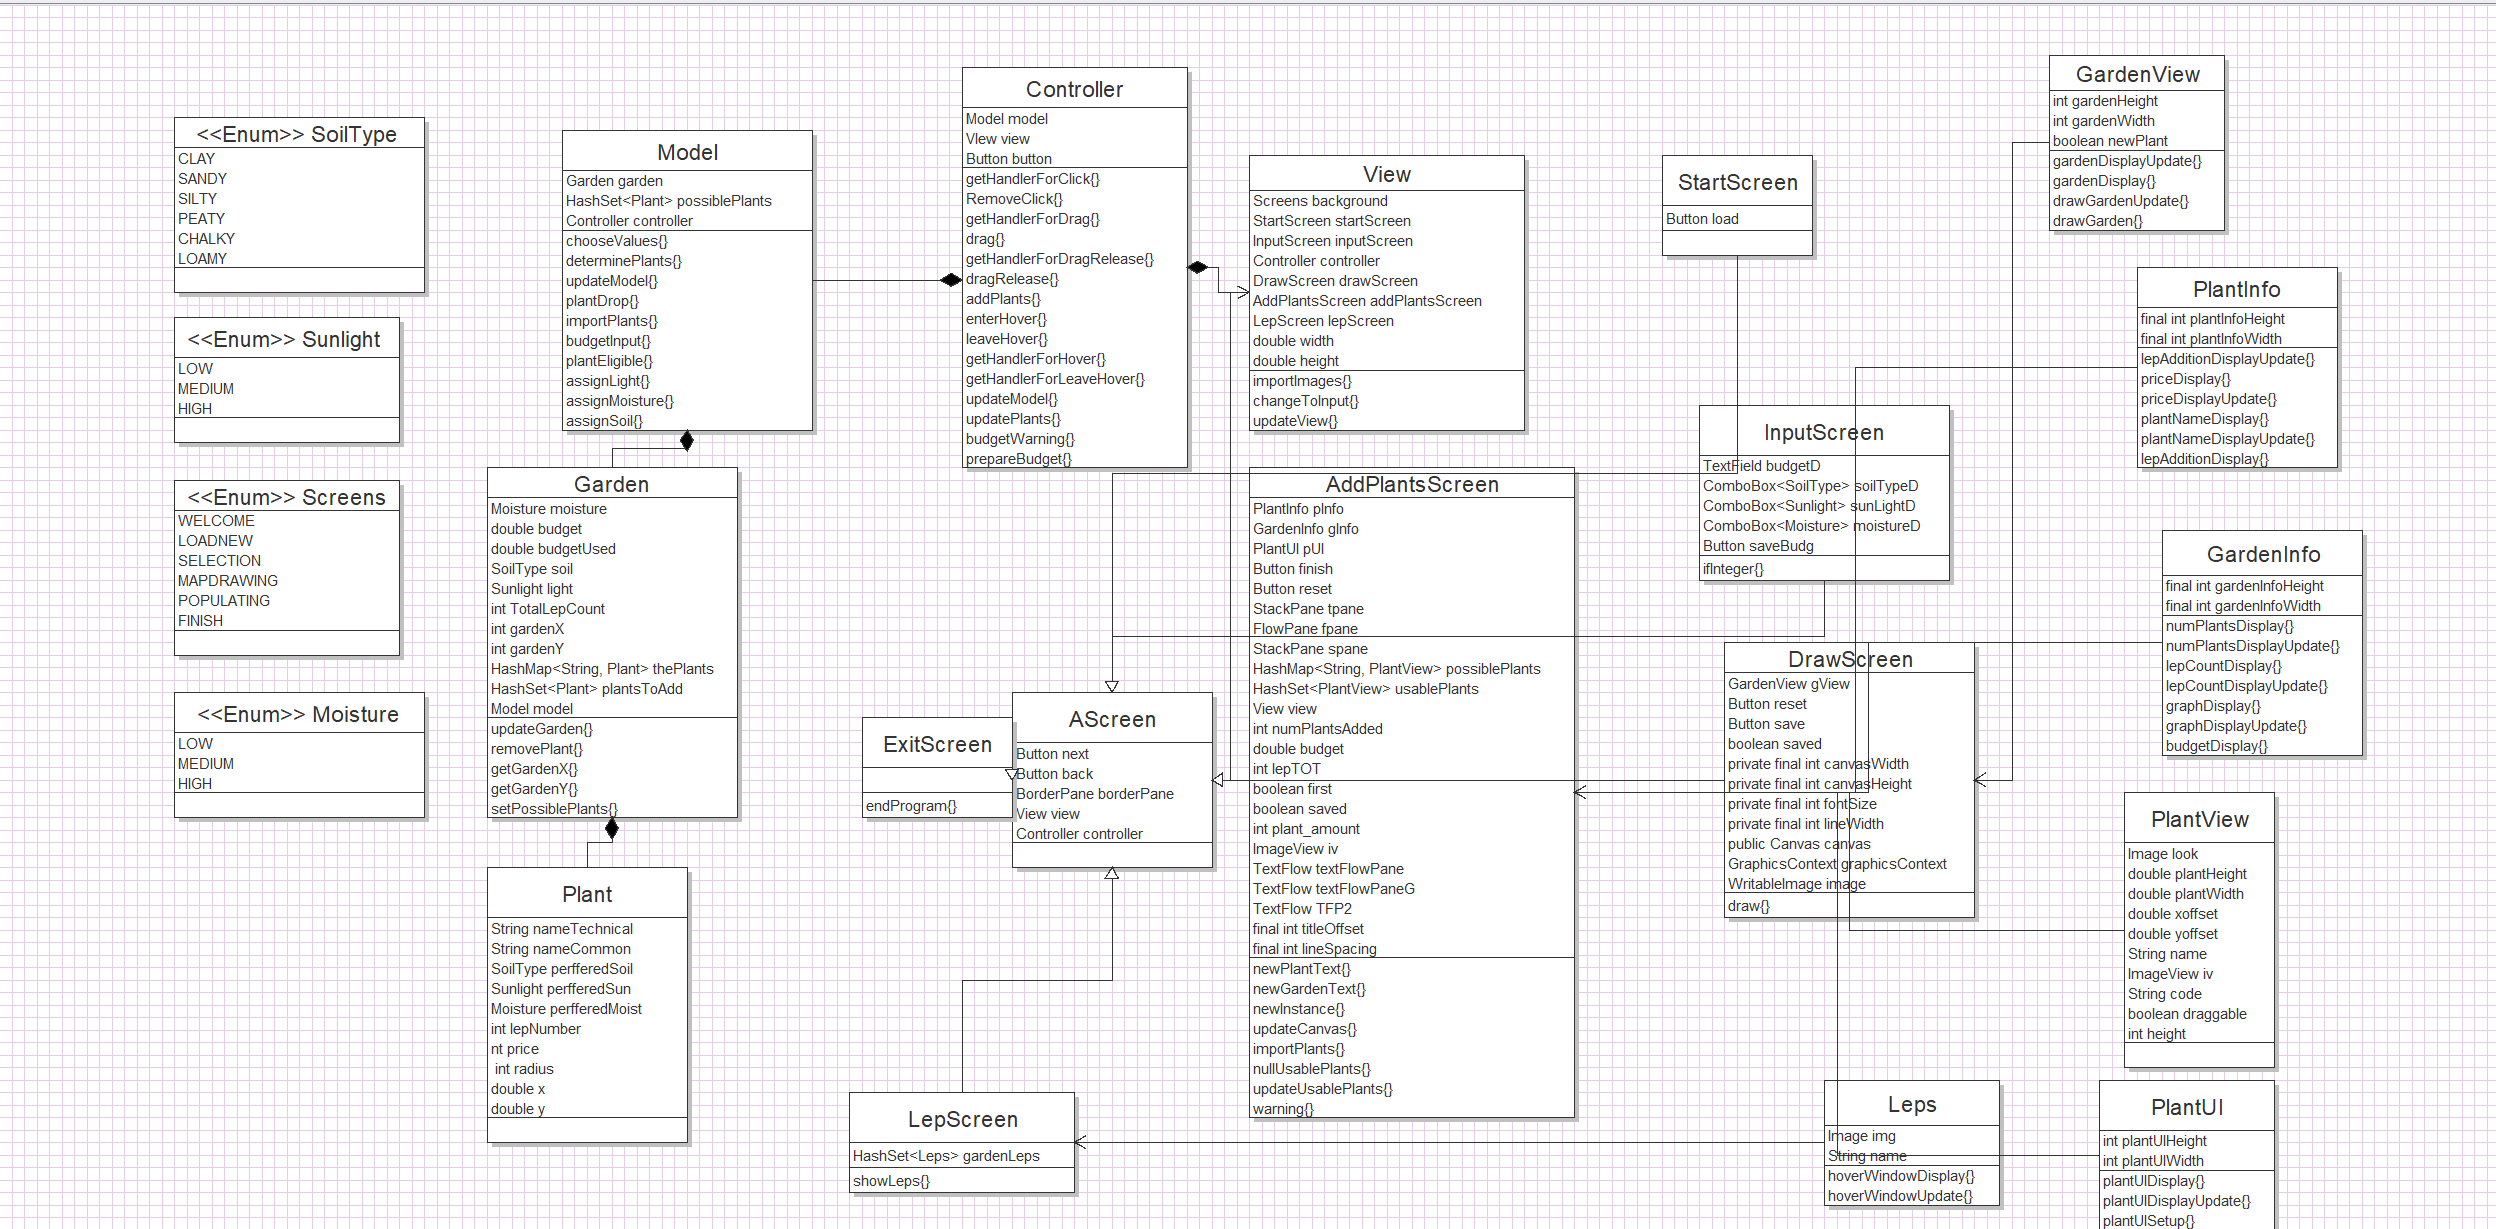 <<Enum>> SoilType
CLAY
SANDY
SILTY
PEATY
CHALKY
LOAMY
<<Enum>> Sunlight
LOW
MEDIUM
HIGH
<<Enum>> Screens
WELCOME
LOADNEW
SELECTION
MAPDRAWING
POPULATING
FINISH
<<Enum>> Moisture
LOW
MEDIUM
HIGH
Model
Garden garden
HashSet<Plant> possiblePlants
Controller controller
chooseValues{}
determinePlants{}
updateModel{}
plantDrop{}
importPlants{}
budgetInput{}
plantEligible{}
assignLight{}
assignMoisture{}
assignSoil{}
Garden
Moisture moisture
double budget
double budgetUsed
SoilType soil
Sunlight light
int TotalLepCount
int gardenX
int gardenY
HashMap<String, Plant> thePlants
HashSet<Plant> plantsToAdd
Model model
updateGarden{}
removePlant{}
getGardenX{}
getGardenY{}
setPossiblePlants{}
Plant
String nameTechnical
String nameCommon
SoilType perfferedSoil
Sunlight perfferedSun
Moisture perfferedMoist
int lepNumber
nt price
int radius
double x
double y
Controller
Model model
VIew view
Button button
getHandlerForClick{}
RemoveClick{}
getHandlerForDrag{}
drag{}
getHandlerForDragRelease{}
dragRelease{}
addPlants{}
enterHover{}
leaveHover{}
getHandlerForHover{}
getHandlerForLeaveHover{}
updateModel{}
updatePlants{}
budgetWarning{}
prepareBudget{}
ExitScreen
endProgram{}
AScreen
Button next
Button back
BorderPane borderPane
View view
Controller controller
LepScreen
HashSet<Leps> gardenLeps
showLeps{}
View
Screens background
StartScreen startScreen
InputScreen inputScreen
Controller controller
DrawScreen drawScreen
AddPlantsScreen addPlantsScreen
LepScreen lepScreen
double width
double height
importImages{}
changeToInput{}
updateView{}
AddPlantsScreen
PlantInfo pInfo
GardenInfo gInfo
PlantUI pUI
Button finish
Button reset
StackPane tpane
FlowPane fpane
StackPane spane
HashMap<String, PlantView> possiblePlants
HashSet<PlantView> usablePlants
View view
int numPlantsAdded
double budget
int lepTOT
boolean first
boolean saved
int plant_amount
ImageView iv
TextFlow textFlowPane
TextFlow textFlowPaneG
TextFlow TFP2
final int titleOffset
final int lineSpacing
newPlantText{}
newGardenText{}
newInstance{}
updateCanvas{}
importPlants{}
nullUsablePlants{}
updateUsablePlants{}
warning{}
StartScreen
Button load
InputScreen
TextField budgetD
ComboBox<SoilType> soilTypeD
ComboBox<Sunlight> sunLightD
ComboBox<Moisture> moistureD
Button saveBudg
ifInteger{}
DrawScreen
GardenView gView
Button reset
Button save
boolean saved
private final int canvasWidth
private final int canvasHeight
private final int fontSize
private final int lineWidth
public Canvas canvas
GraphicsContext graphicsContext
WritableImage image
draw{}
Leps
Image img
String name
hoverWindowDisplay{}
hoverWindowUpdate{}
GardenView
int gardenHeight
int gardenWidth
boolean newPlant
gardenDisplayUpdate{}
gardenDisplay{}
drawGardenUpdate{}
drawGarden{}
PlantInfo
final int plantInfoHeight
final int plantInfoWidth
lepAdditionDisplayUpdate{}
priceDisplay{}
priceDisplayUpdate{}
plantNameDisplay{}
plantNameDisplayUpdate{}
lepAdditionDisplay{}
GardenInfo
final int gardenInfoHeight
final int gardenInfoWidth
numPlantsDisplay{}
numPlantsDisplayUpdate{}
lepCountDisplay{}
lepCountDisplayUpdate{}
graphDisplay{}
graphDisplayUpdate{}
budgetDisplay{}
PlantView
Image look
double plantHeight
double plantWidth
double xoffset
double yoffset
String name
ImageView iv
String code
boolean draggable
int height
PlantUI
int plantUIHeight
int plantUIWidth
plantUIDisplay{}
plantUIDisplayUpdate{}
plantUISetup{}